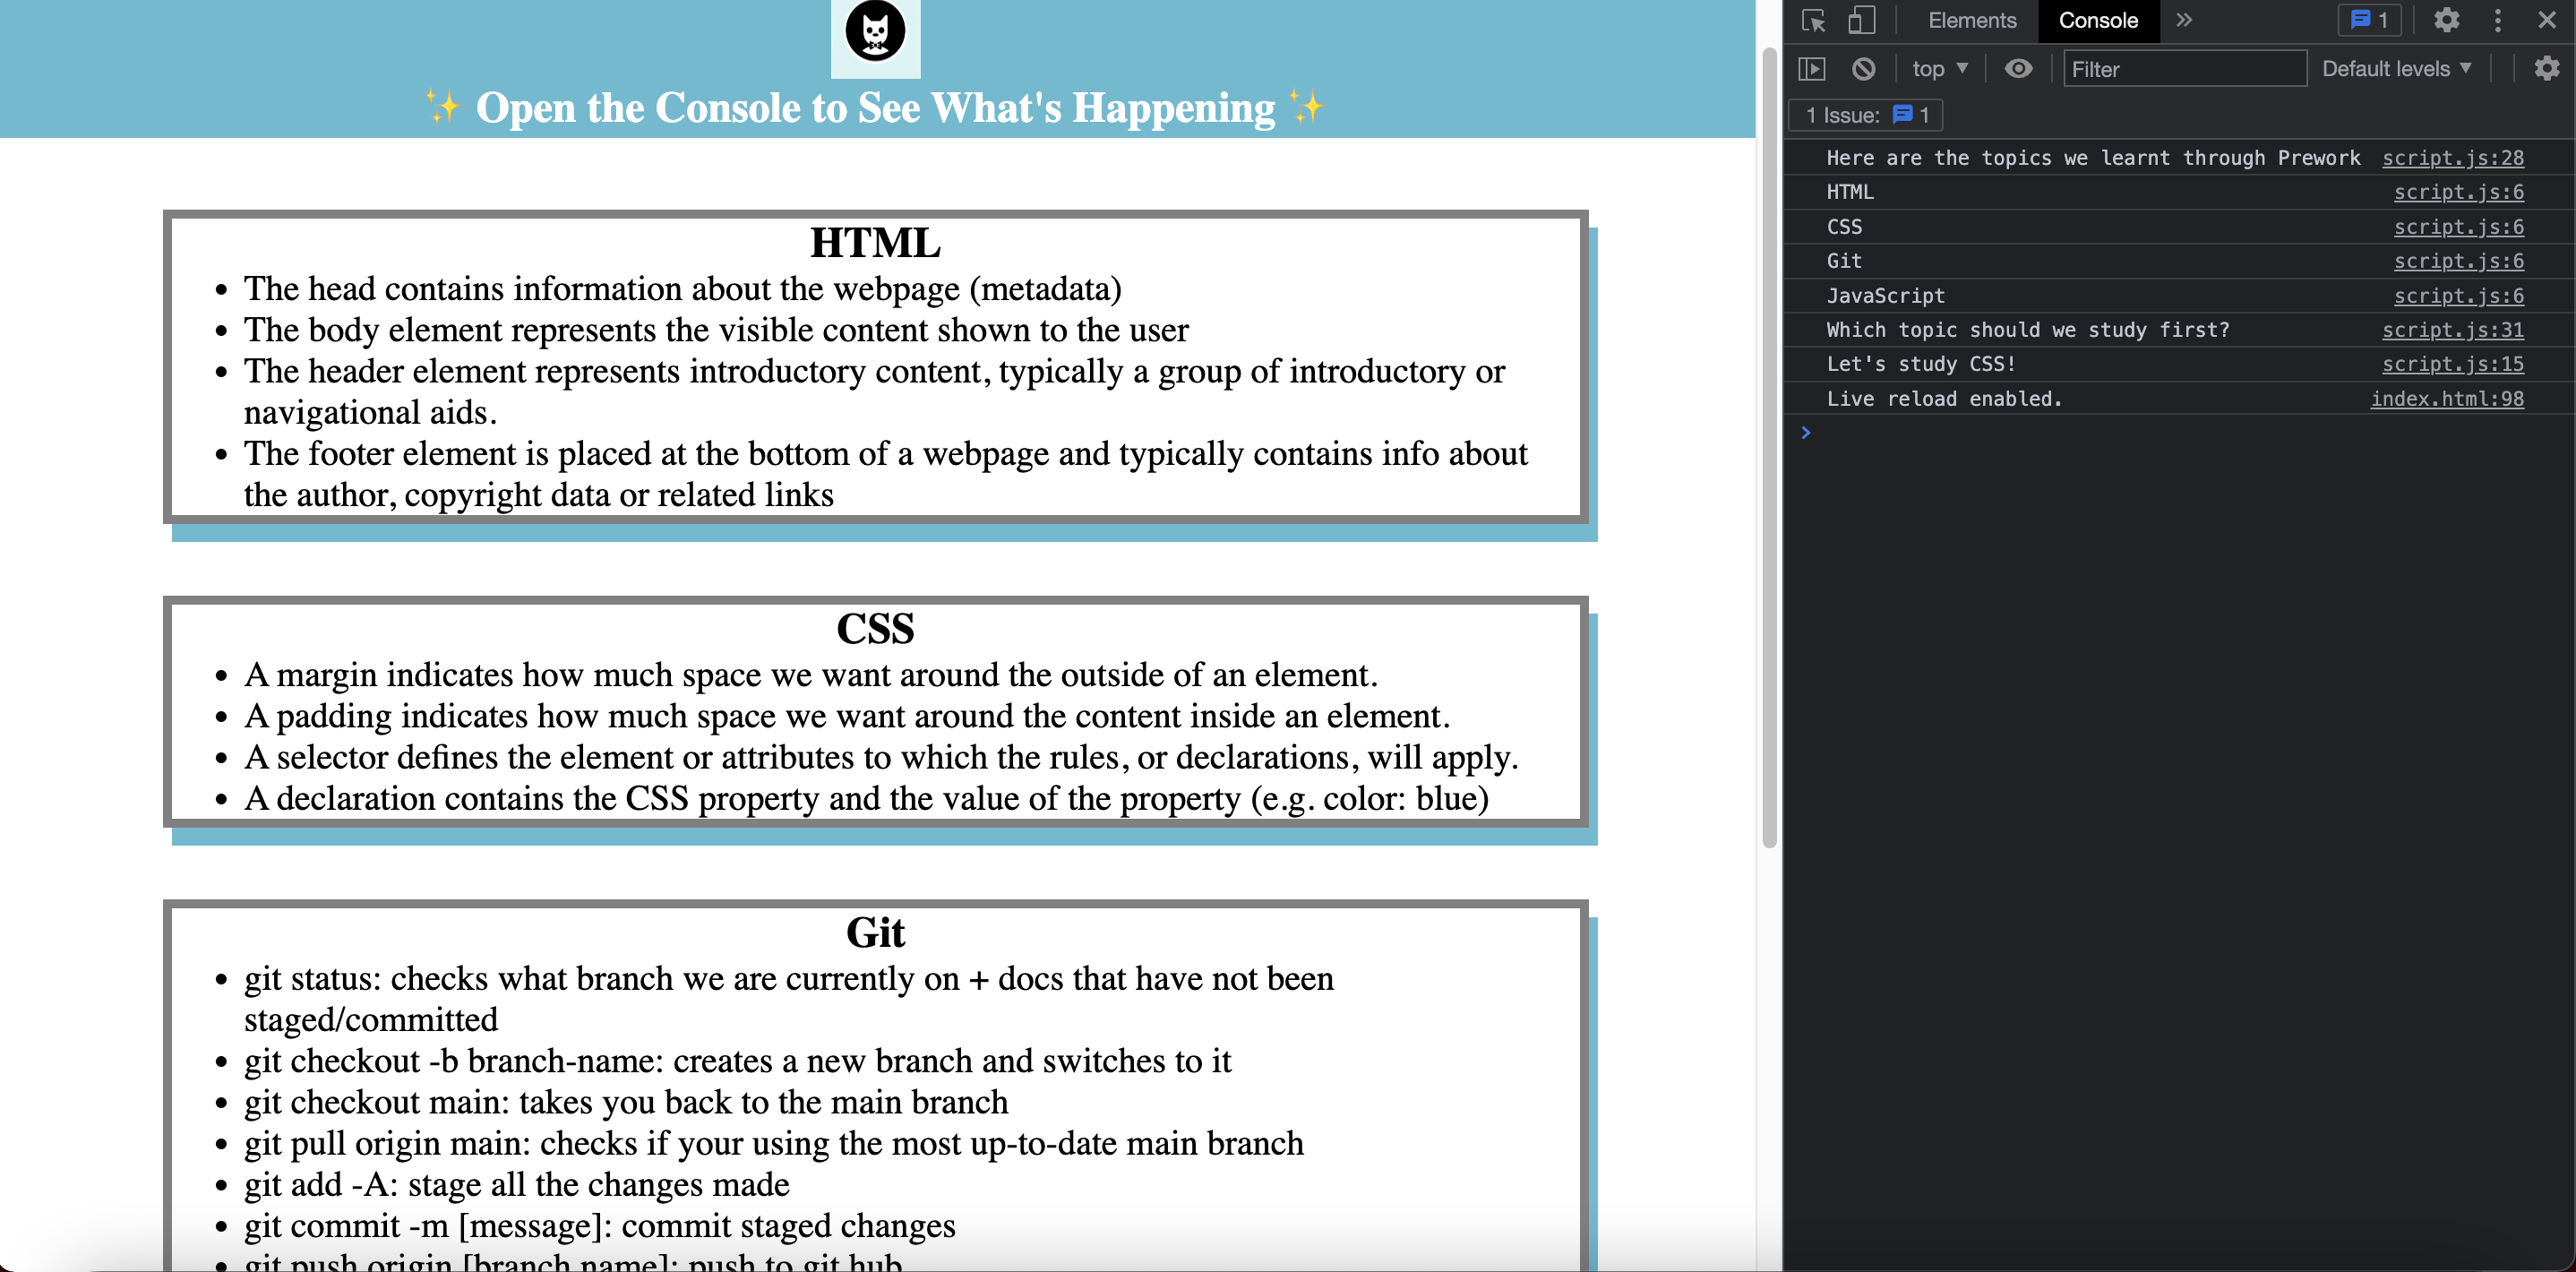 ✨ Open the Console to See What's Happening ✨
HTML
• The head contains information about the webpage (metadata)
• The body element represents the visible content shown to the user
• The header element represents introductory content, typically a group of introductory or
navigational aids.
• The footer element is placed at the bottom of a webpage and typically contains info about
the author, copyright data or related links
CSS
• A margin indicates how much space we want around the outside of an element.
• A padding indicates how much space we want around the content inside an element.
• A selector defines the element or attributes to which the rules, or declarations, will apply.
• A declaration contains the CSS property and the value of the property (e.g. color: blue)
Git
• git status: checks what branch we are currently on + docs that have not been
staged/committed
• git checkout -b branch-name: creates a new branch and switches to it
• git checkout main: takes you back to the main branch
• git pull origin main: checks if your using the most up-to-date main branch
• git add -A: stage all the changes made
• git commit -m [message]: commit staged changes
• git push origin [branch name]: push to git hub
Elements Console » 1
top Filter Default levels
1 Issue: 1
Here are the topics we learnt through Prework script.js:28
HTML script.js:6
CSS script.js:6
Git script.js:6
JavaScript script.js:6
Which topic should we study first? script.js:31
Let's study CSS! script.js:15
Live reload enabled. index.html:98